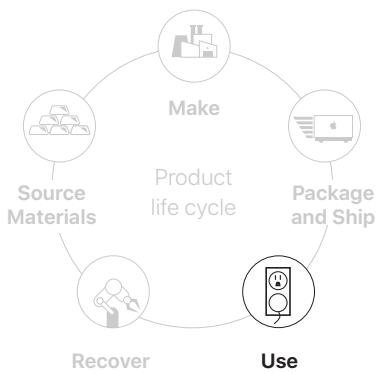 Make
Source
Materials
Product
life cycle
Package
and Ship
Recover
Use